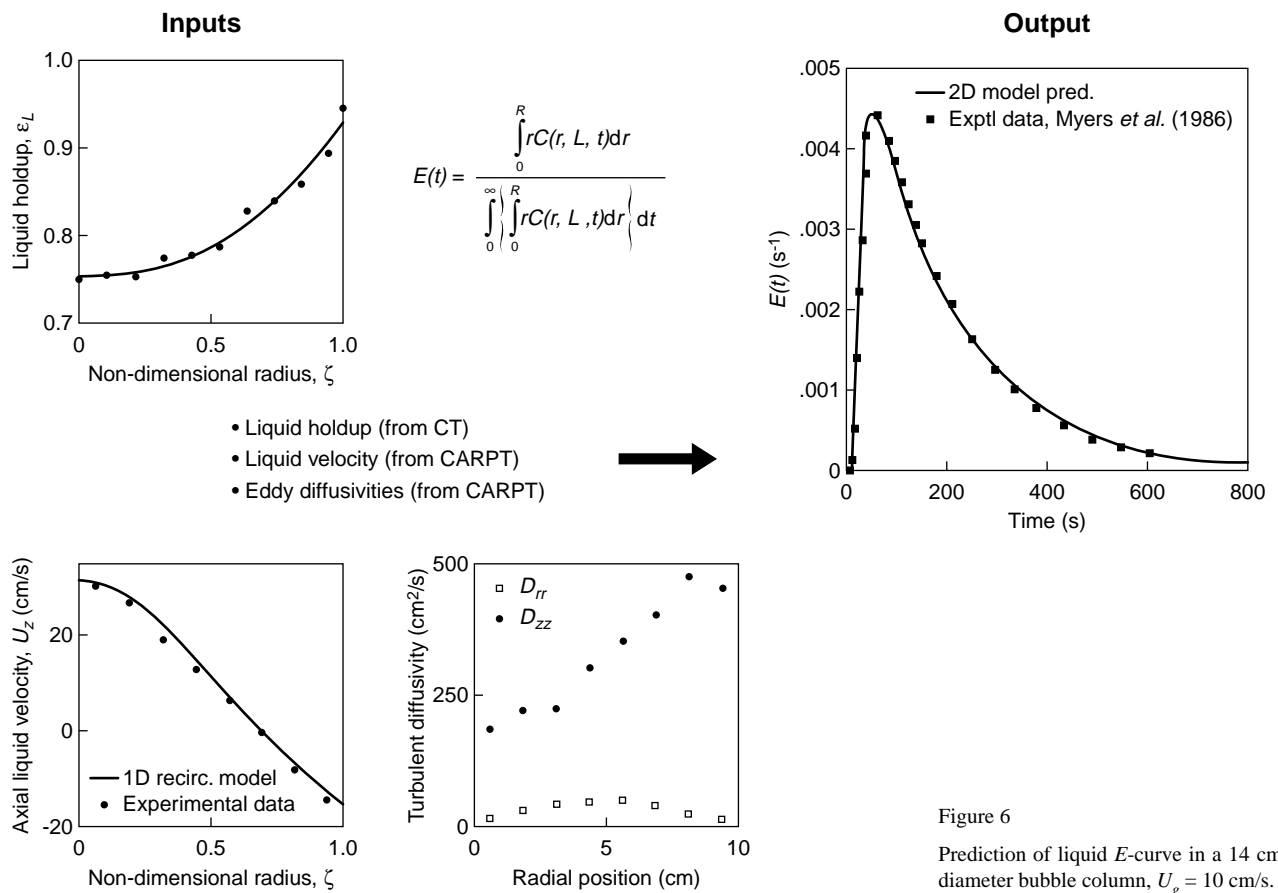 Inputs
1.0
0.9
0.8
0.7
Liquid holdup, ε_L
0
0.5
1.0
Non-dimensional radius, ζ
E(t) =
R
∫ rC(r, L, t)dr
0
∞ R
∫ { ∫ rC(r, L ,t)dr } dt
0 0
• Liquid holdup (from CT)
• Liquid velocity (from CARPT)
• Eddy diffusivities (from CARPT)
Output
.005
.004
.003
.002
.001
0
E(t) (s⁻¹)
2D model pred.
Exptl data, Myers et al. (1986)
0
200
400
600
800
Time (s)
20
0
-20
Axial liquid velocity, U_z (cm/s)
1D recirc. model
Experimental data
0
0.5
1.0
Non-dimensional radius, ζ
500
250
0
Turbulent diffusivity (cm²/s)
D_rr
D_zz
0
5
10
Radial position (cm)
Figure 6
Prediction of liquid E-curve in a 14 cm
diameter bubble column, U_g = 10 cm/s.